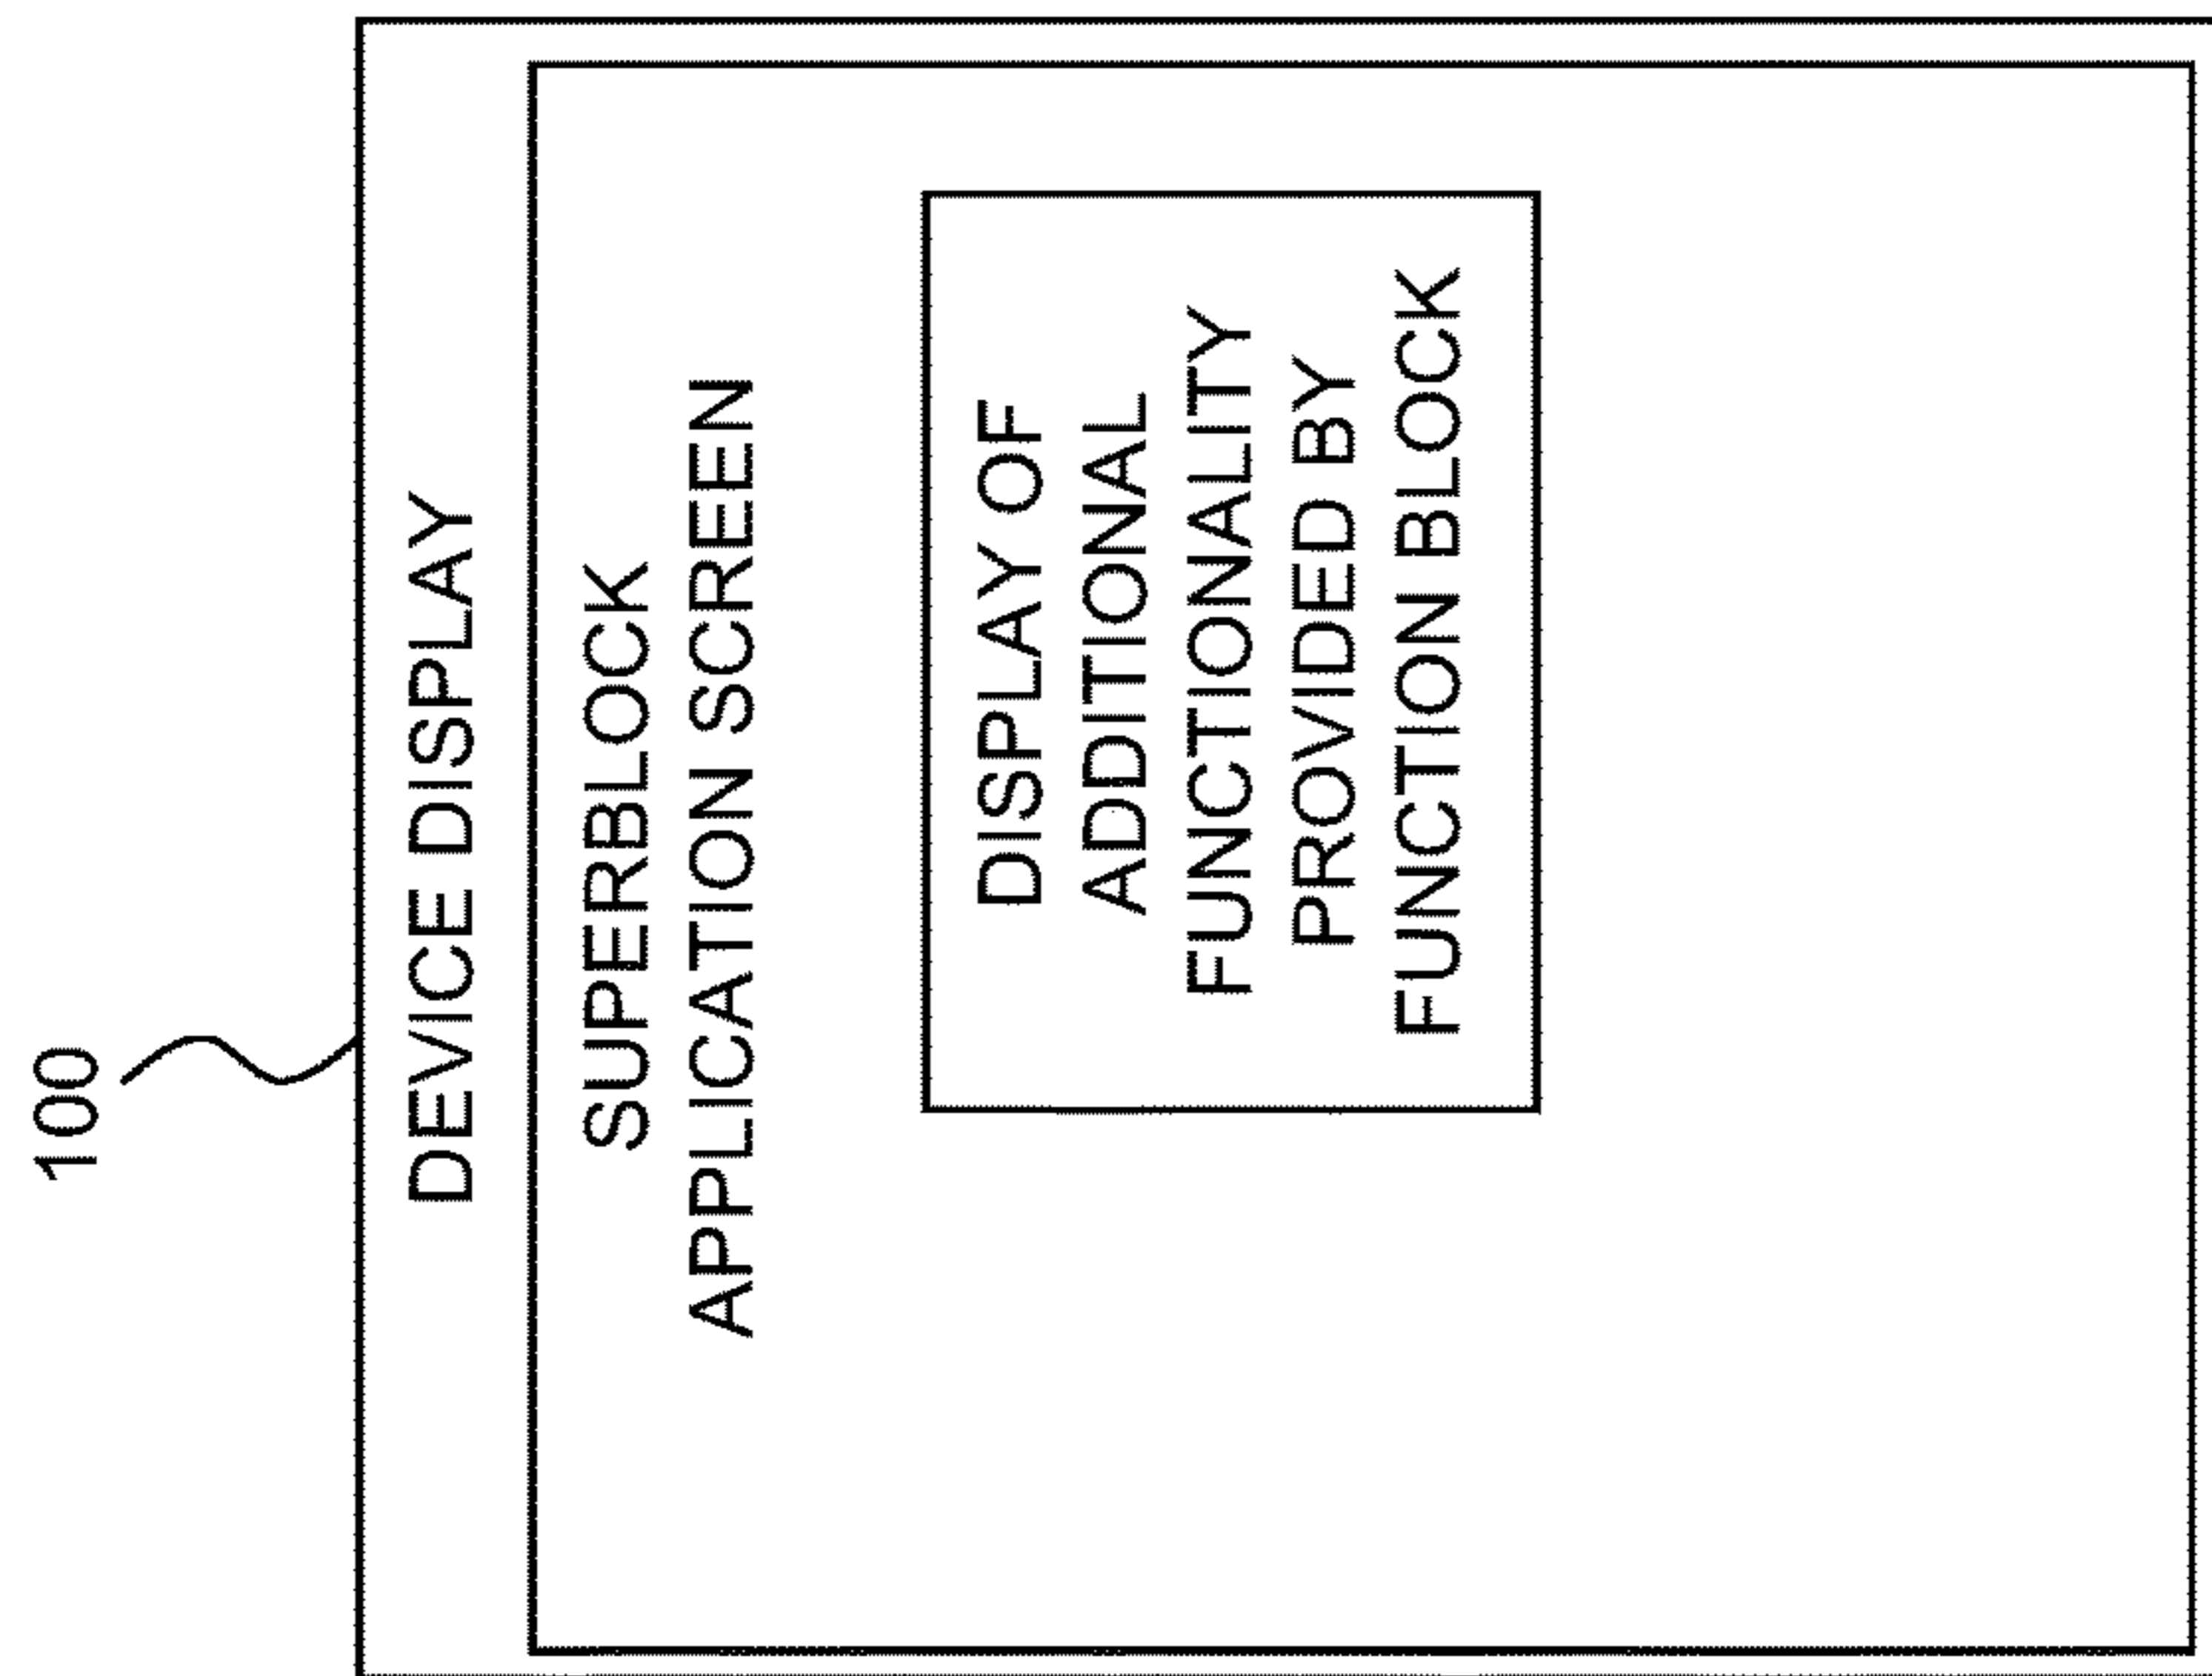 100
DEVICE DISPLAY
SUPERBLOCK
APPLICATION SCREEN
DISPLAY OF
ADDITIONAL
FUNCTIONALITY
PROVIDED BY
FUNCTION BLOCK